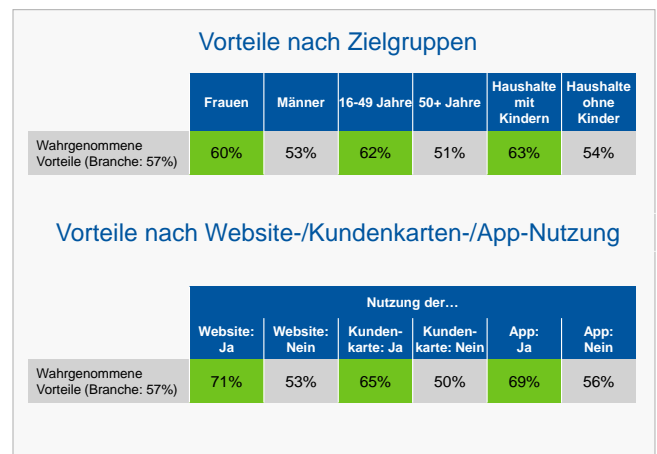 Vorteile nach Zielgruppen
Frauen Männer 16-49 Jahre 50+ Jahre Haushalte mit Kindern Haushalte ohne Kinder
Wahrgenommene
Vorteile (Branche: 57%) 60% 53% 62% 51% 63% 54%
Vorteile nach Website-/Kundenkarten-/App-Nutzung
Nutzung der…
Website: Ja Website: Nein Kunden-karte: Ja Kunden-karte: Nein App: Ja App: Nein
Wahrgenommene
Vorteile (Branche: 57%) 71% 53% 65% 50% 69% 56%